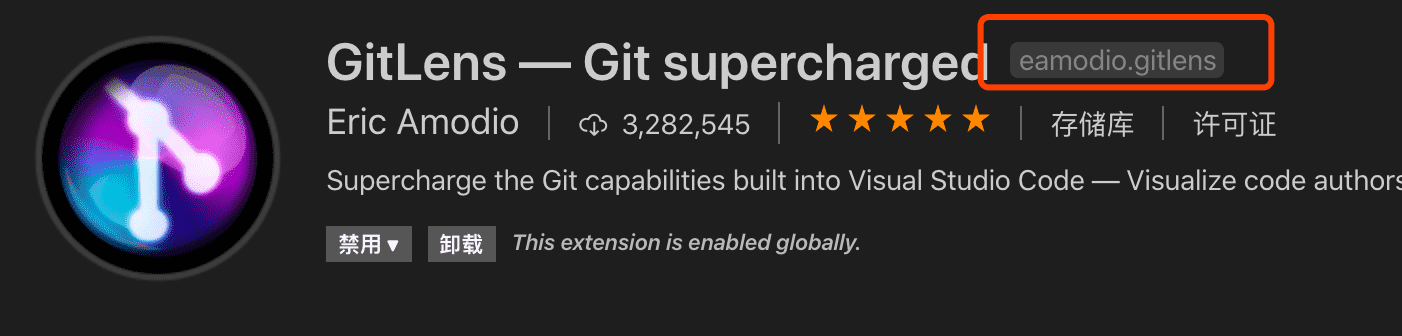 GitLens — Git supercharged eamodio.gitlens
Eric Amodio 3,282,545 存储库 许可证
Supercharge the Git capabilities built into Visual Studio Code — Visualize code authors
禁用 卸载 This extension is enabled globally.